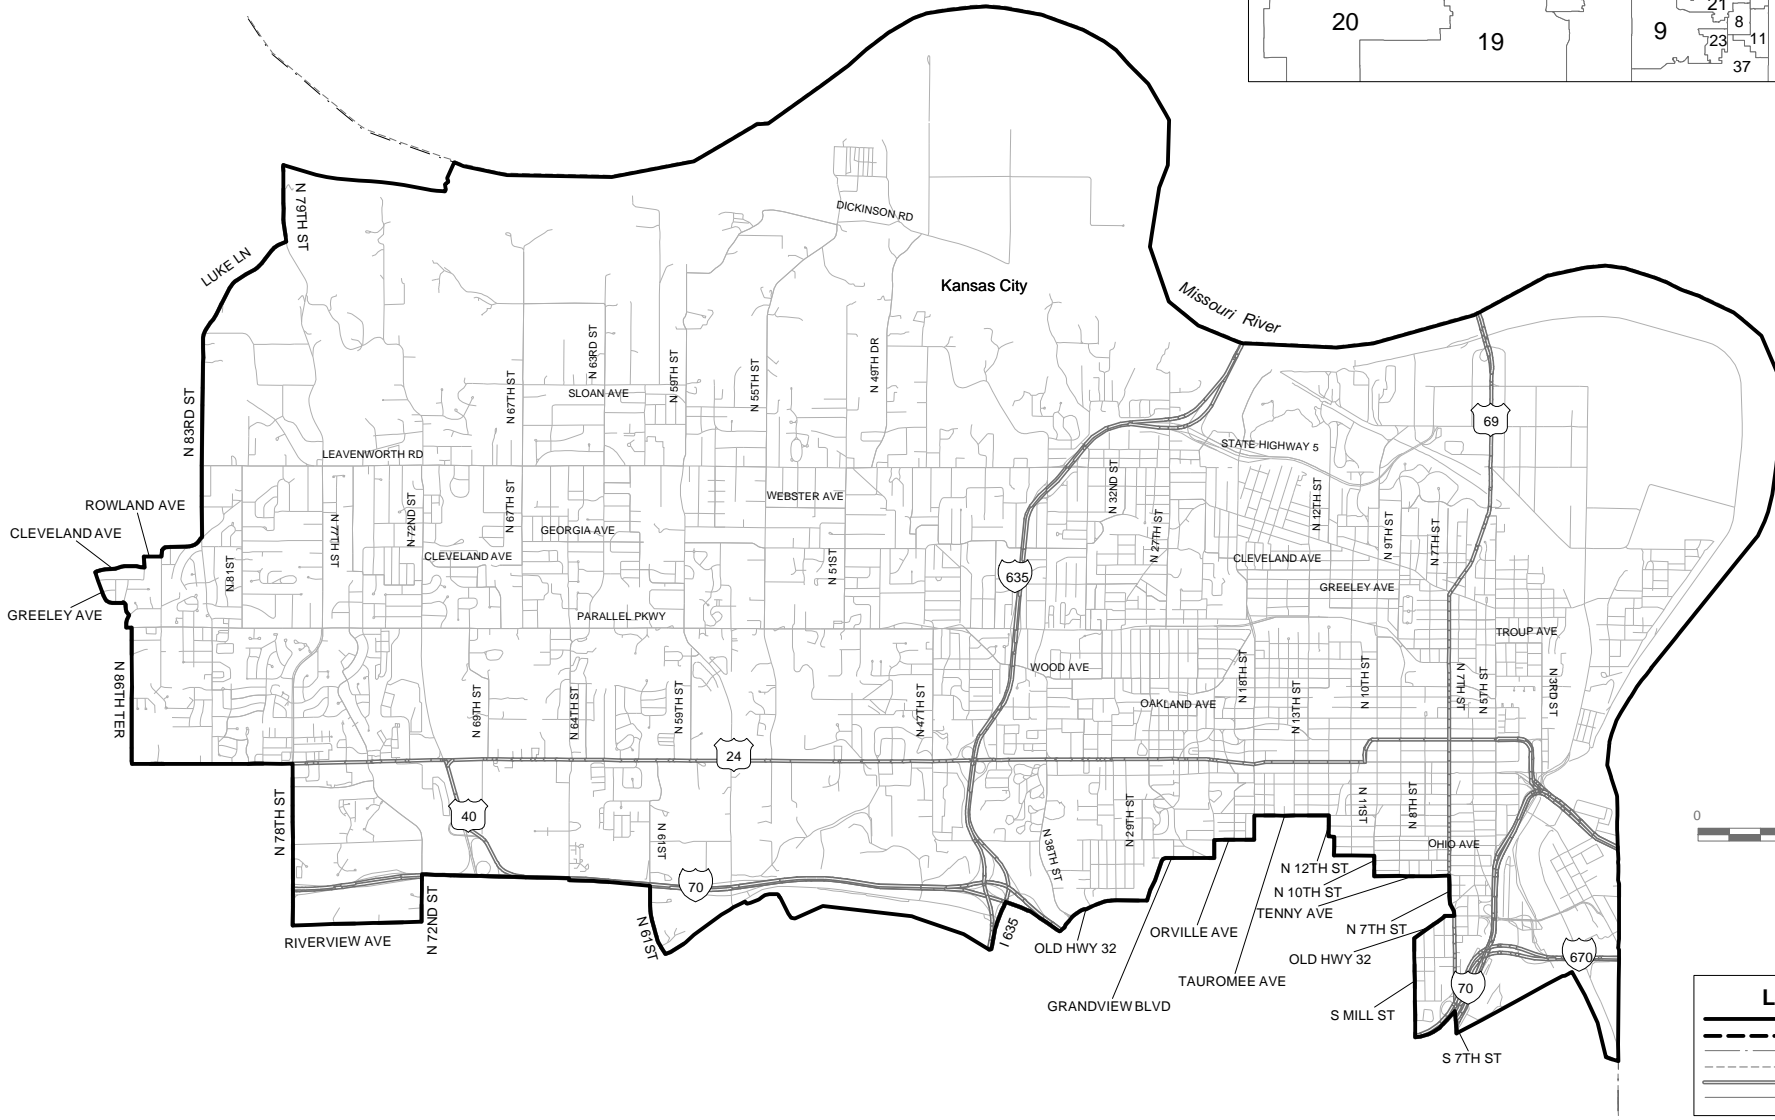 20
19
9
21
8
23
11
37
N 79TH ST
DICKINSON RD
LUKE LN
Kansas City
Missouri River
N 63RD ST
N 59TH ST
N 55TH ST
N 49TH DR
N 67TH ST
SLOAN AVE
N 83RD ST
69
LEAVENWORTH RD
STATE HIGHWAY 5
ROWLAND AVE
CLEVELAND AVE
WEBSTER AVE
N 32ND ST
N 12TH ST
N 72ND ST
N 67TH ST
N 77TH ST
GEORGIA AVE
N 27TH ST
N 9TH ST
N 7TH ST
CLEVELAND AVE
CLEVELAND AVE
N 81ST
N 51ST
635
GREELEY AVE
GREELEY AVE
PARALLEL PKWY
TROUP AVE
WOOD AVE
N 86TH TER
N 69TH ST
N 64TH ST
N 59TH ST
N 47TH ST
OAKLAND AVE
N 18TH ST
N 13TH ST
N 10TH ST
N 7TH ST
N 5TH ST
N 3RD ST
24
40
N 78TH ST
N 61ST
N 38TH ST
N 29TH ST
N 11ST
N 8TH ST
OHIO AVE
0
70
N 12TH ST
N 10TH ST
TENNY AVE
N 72ND ST
RIVERVIEW AVE
N 61ST
I 635
OLD HWY 32
ORVILLE AVE
N 7TH ST
OLD HWY 32
670
TAUROMEE AVE
70
GRANDVIEW BLVD
S MILL ST
S 7TH ST
L